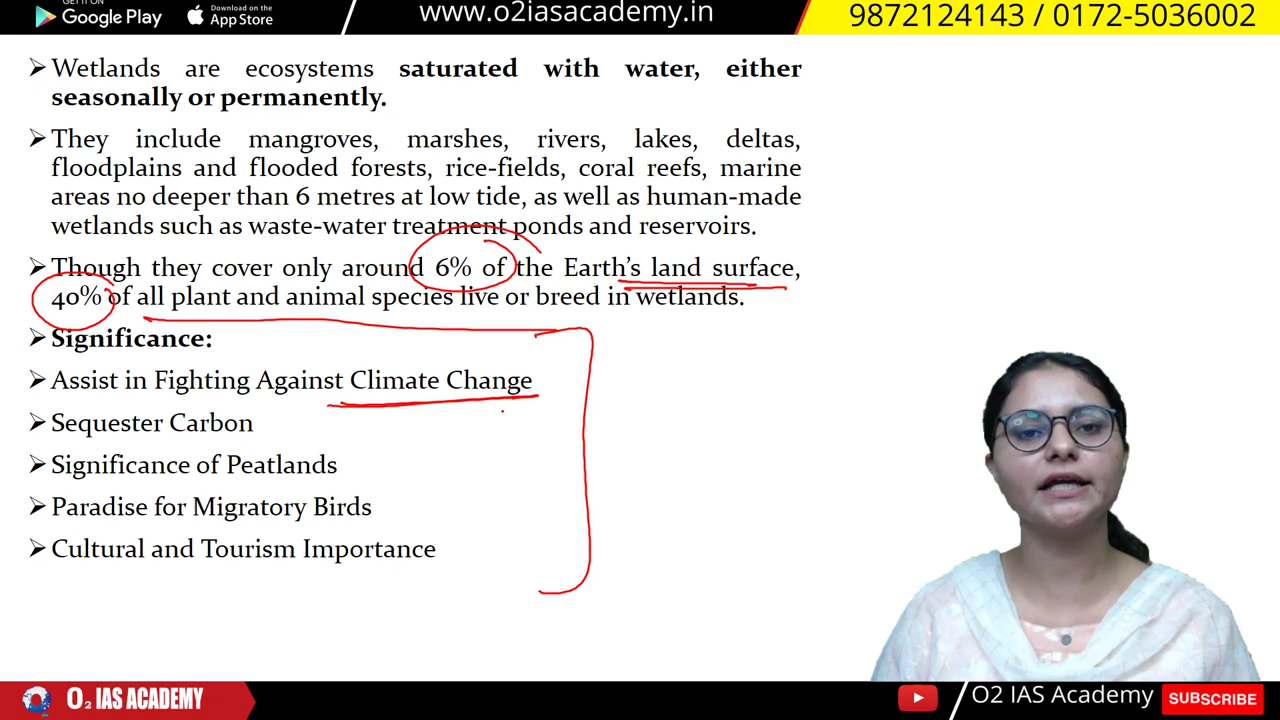 GET IT ON
Google Play
Download on the
App Store
www.o2iasacademy.in
9872124143 / 0172-5036002
➤ Wetlands are ecosystems saturated with water, either
seasonally or permanently.
➤ They include mangroves, marshes, rivers, lakes, deltas,
floodplains and flooded forests, rice-fields, coral reefs, marine
areas no deeper than 6 metres at low tide, as well as human-made
wetlands such as waste-water treatment ponds and reservoirs.
➤ Though they cover only around 6% of the Earth's land surface,
40% of all plant and animal species live or breed in wetlands.
➤ Significance:
➤ Assist in Fighting Against Climate Change
➤ Sequester Carbon
➤ Significance of Peatlands
➤ Paradise for Migratory Birds
➤ Cultural and Tourism Importance
O2 IAS ACADEMY
O2 IAS Academy
SUBSCRIBE